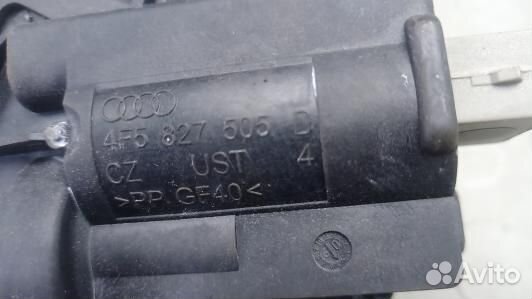 4F5 827 505 D
CZ UST 4
>PP GF40<
Avito